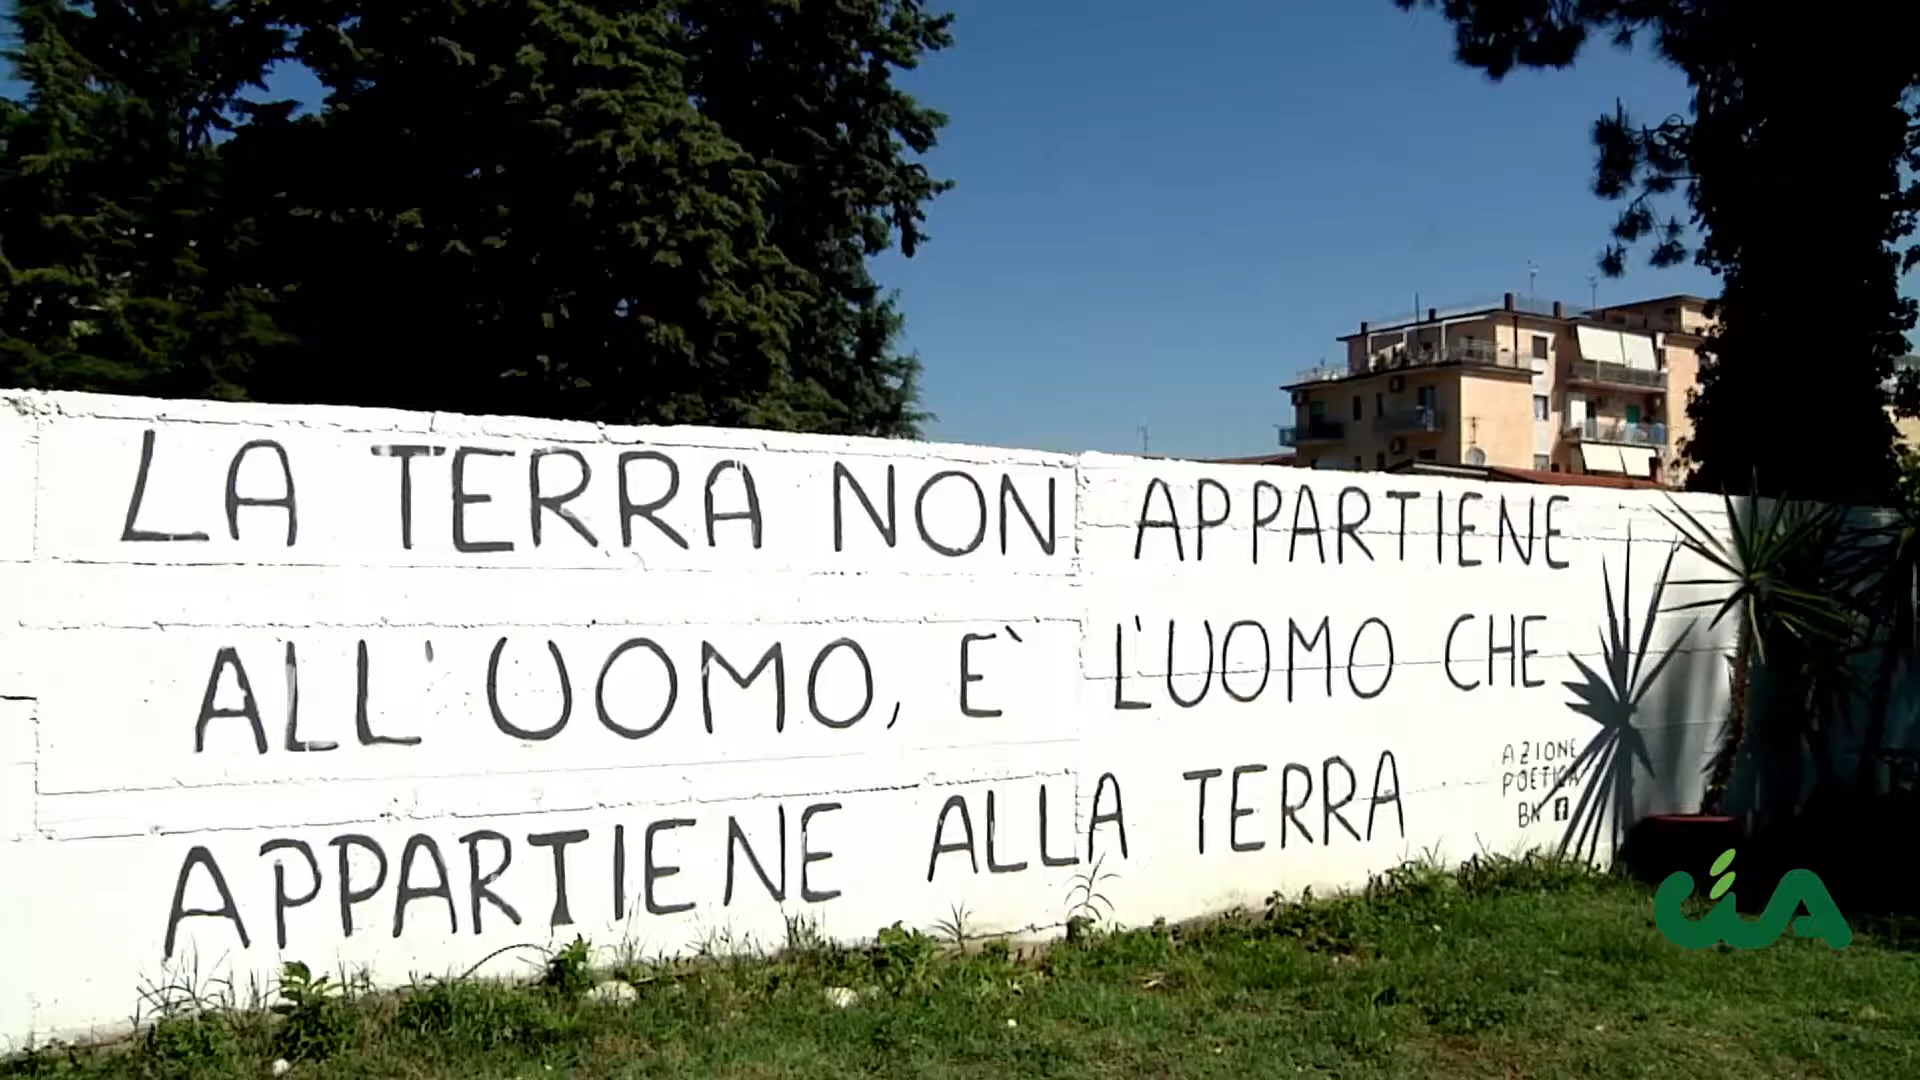 LA TERRA NON APPARTIENE
ALL'UOMO, E` L'UOMO CHE
APPARTIENE ALLA TERRA
AZIONE
POETICA
BN f
CIA